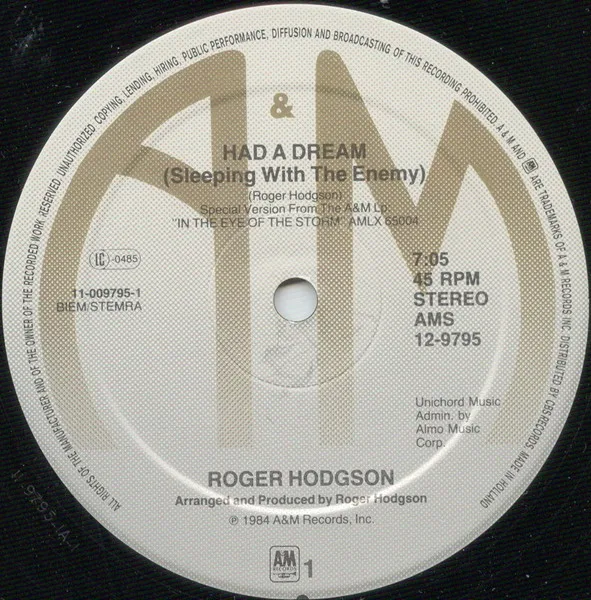 ALL RIGHTS OF THE MANUFACTURER AND OF THE OWNER OF THE RECORDED WORK RESERVED. UNAUTHORIZED COPYING, LENDING, HIRING, PUBLIC PERFORMANCE, DIFFUSION AND BROADCASTING OF THIS RECORDING PROHIBITED. A & M AND AM ARE TRADEMARKS OF A & M RECORDS INC. DISTRIBUTED BY CBS-RECORDS. MADE IN HOLLAND
A & M
HAD A DREAM
(Sleeping With The Enemy)
(Roger Hodgson)
Special Version From The A&M Lp:
"IN THE EYE OF THE STORM" AMLX 65004
LC-0485
11-009795-1
BIEM/STEMRA
7:05
45 RPM
STEREO
AMS
12-9795
Unichord Music
Admin. by
Almo Music
Corp.
ROGER HODGSON
Arranged and Produced by Roger Hodgson
℗ 1984 A&M Records, Inc.
AM
RECORDS
1